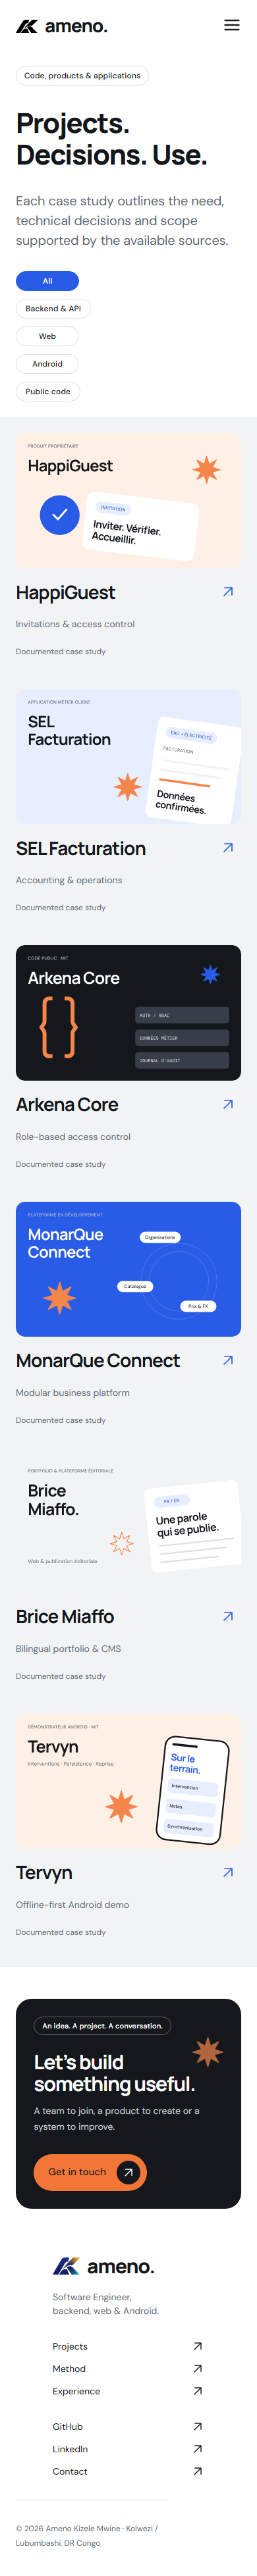 ameno.
Code, products & applications
Projects.
Decisions. Use.
Each case study outlines the need,
technical decisions and scope
supported by the available sources.
All
Backend & API
Web
Android
Public code
PRODUIT PROPRIÉTAIRE
HappiGuest
INVITATION
Inviter. Vérifier.
Accueillir.
HappiGuest
Invitations & access control
Documented case study
APPLICATION MÉTIER CLIENT
SEL
Facturation
EAU + ÉLECTRICITÉ
FACTURATION
Données
confirmées.
SEL Facturation
Accounting & operations
Documented case study
CODE PUBLIC · MIT
Arkena Core
{ }
AUTH / RBAC
DONNÉES MÉTIER
JOURNAL D'AUDIT
Arkena Core
Role-based access control
Documented case study
PLATEFORME EN DÉVELOPPEMENT
MonarQue
Connect
Organisations
Catalogue
Prix & FX
MonarQue Connect
Modular business platform
Documented case study
PORTFOLIO & PLATEFORME ÉDITORIALE
Brice
Miaffo.
FR / EN
Une parole
qui se publie.
Web & publication éditoriale
Brice Miaffo
Bilingual portfolio & CMS
Documented case study
DÉMONSTRATEUR ANDROID · MIT
Tervyn
Interventions · Persistance · Reprise
Sur le
terrain.
Intervention
Notes
Synchronisation
Tervyn
Offline-first Android demo
Documented case study
An idea. A project. A conversation.
Let's build
something useful.
A team to join, a product to create or a
system to improve.
Get in touch
ameno.
Software Engineer,
backend, web & Android.
Projects
Method
Experience
GitHub
LinkedIn
Contact
© 2026 Ameno Kizele Mwine · Kolwezi /
Lubumbashi, DR Congo